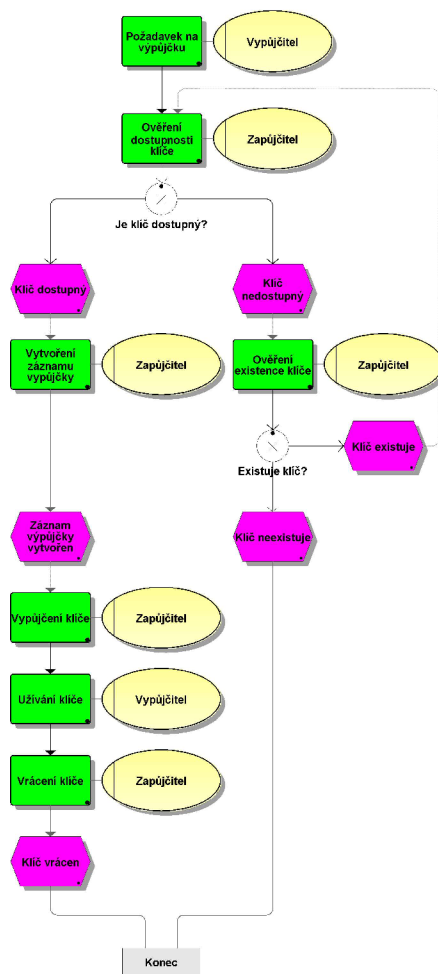 Požadavek na
výpůjčku
Vypůjčitel
Ověření
dostupnosti
klíče
Zapůjčitel
Je klíč dostupný?
Klíč dostupný
Klíč
nedostupný
Vytvoření
záznamu
vypůjčky
Zapůjčitel
Ověření
existence klíče
Zapůjčitel
Klíč existuje
Existuje klíč?
Záznam
výpůjčky
vytvořen
Klíč neexistuje
Vypůjčení klíče
Zapůjčitel
Užívání klíče
Vypůjčitel
Vrácení klíče
Zapůjčitel
Klíč vrácen
Konec